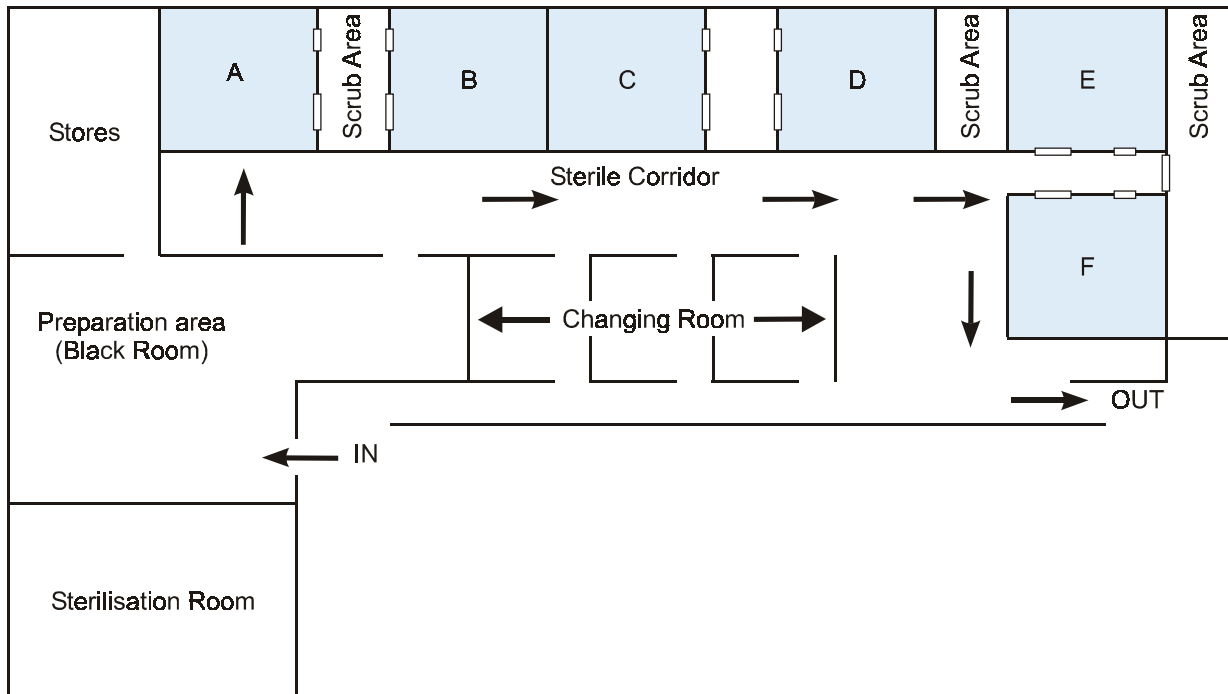 Stores
A
Scrub Area
B
C
D
Scrub Area
E
Scrub Area
Sterile Corridor
F
Preparation area
(Black Room)
Changing Room
OUT
IN
Sterilisation Room